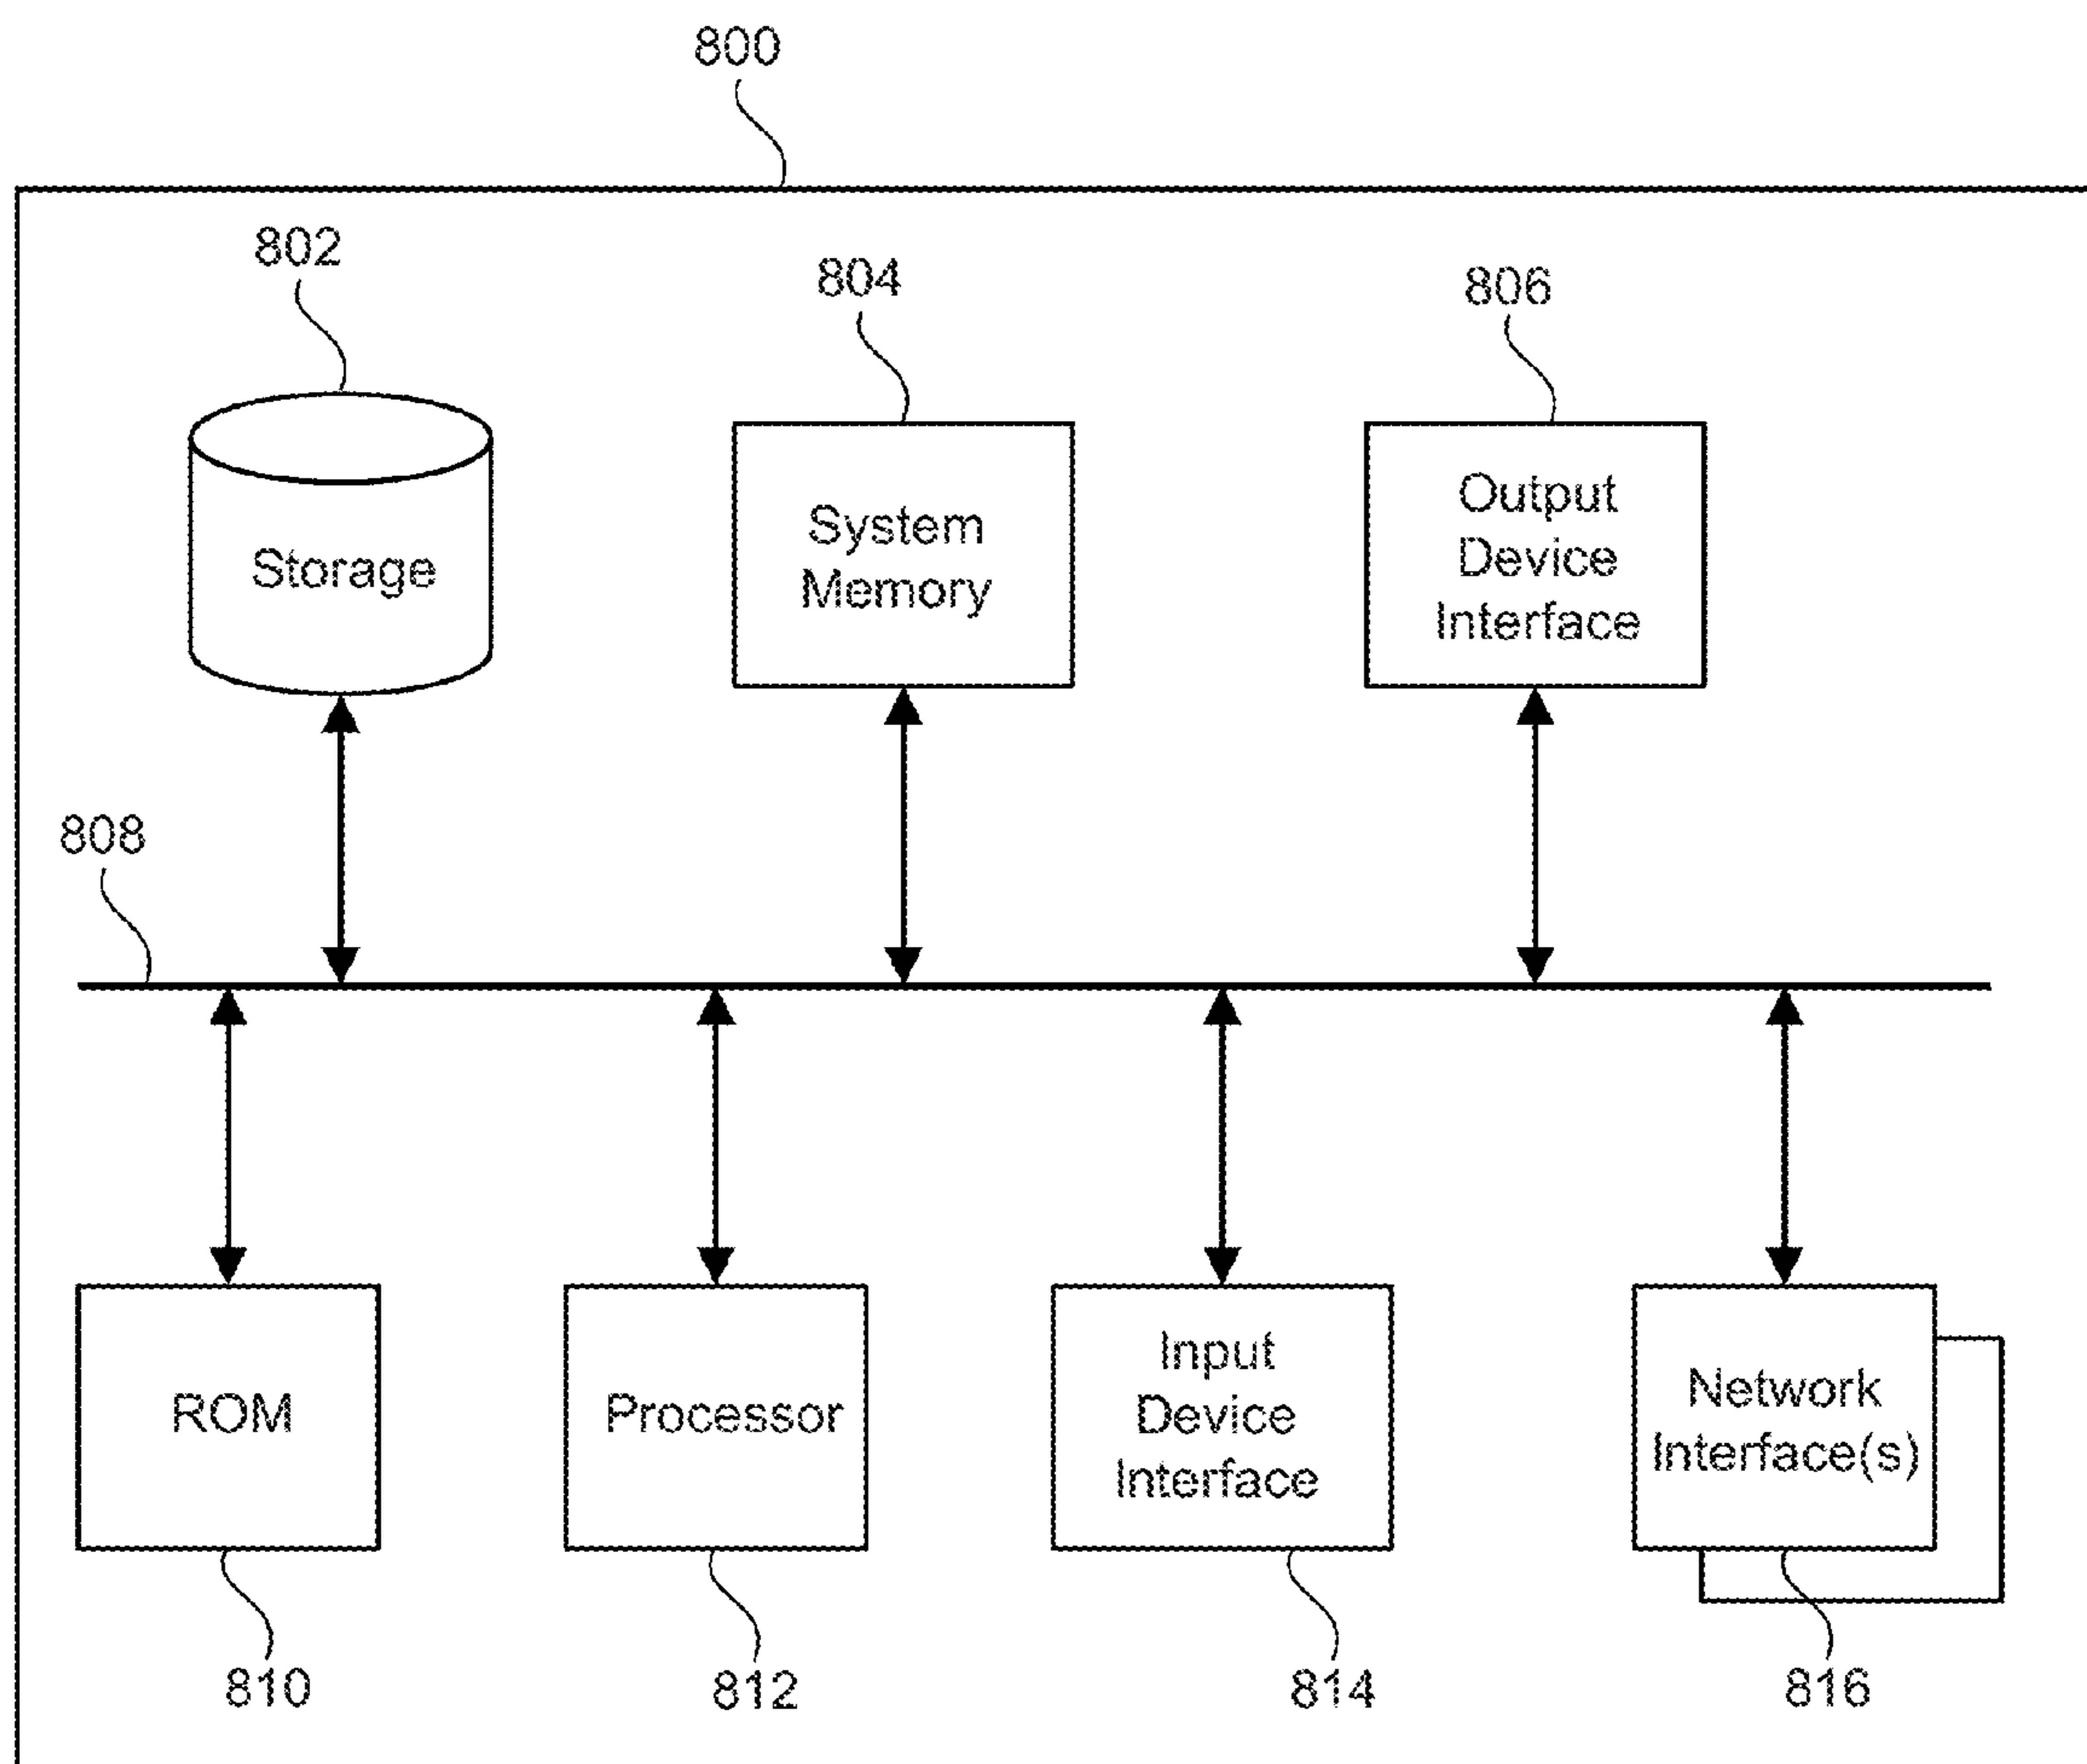 800
802
804
806
Storage
System
Memory
Output
Device
Interface
808
ROM
Processor
Input
Device
Interface
Network
Interface(s)
810
812
814
816